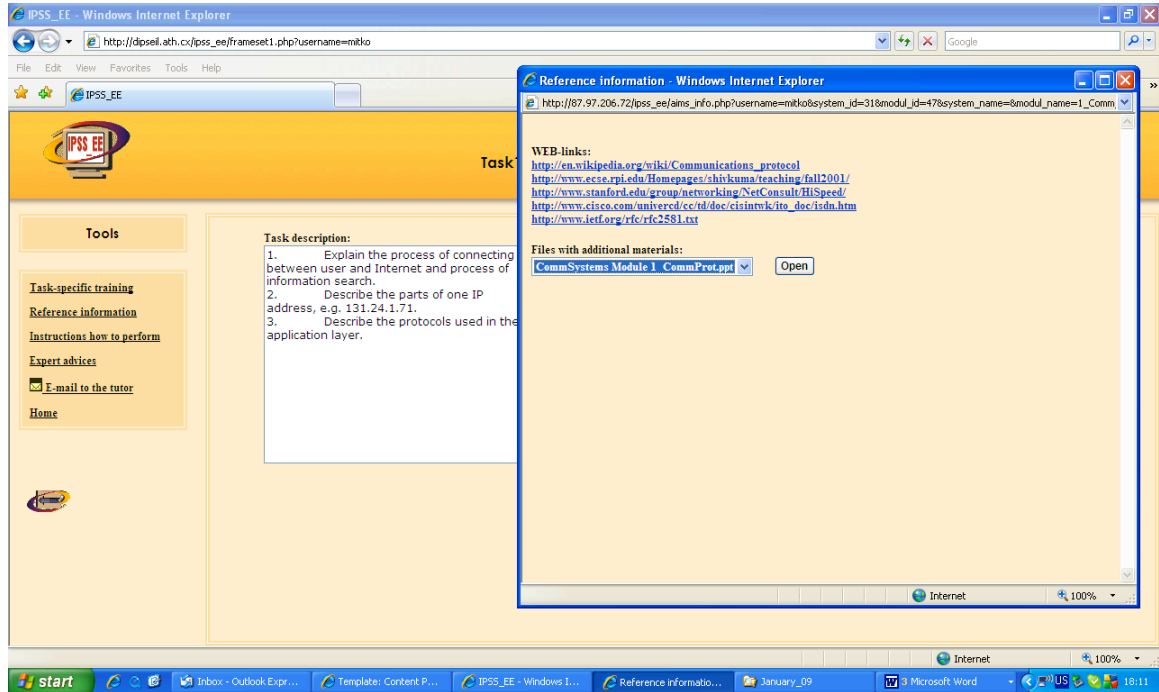 IPSS_EE - Windows Internet Explorer
http://dipseil.ath.cx/ipss_ee/frameset1.php?username=mitko
Google
File Edit View Favorites Tools Help
IPSS_EE
IPSS EE
Task
Tools
Task-specific training
Reference information
Instructions how to perform
Expert advices
E-mail to the tutor
Home
Task description:
1. Explain the process of connecting
between user and Internet and process of
information search.
2. Describe the parts of one IP
address, e.g. 131.24.1.71.
3. Describe the protocols used in the
application layer.
Reference information - Windows Internet Explorer
http://87.97.206.72/ipss_ee/aims_info.php?username=mitko&system_id=31&modul_id=47&system_name=&modul_name=1_Comm
WEB-links:
http://en.wikipedia.org/wiki/Communications_protocol
http://www.ecse.rpi.edu/Homepages/shivkuma/teaching/fall2001/
http://www.stanford.edu/group/networking/NetConsult/HiSpeed/
http://www.cisco.com/univercd/cc/td/doc/cisintwk/ito_doc/isdn.htm
http://www.ietf.org/rfc/rfc2581.txt
Files with additional materials:
CommSystems Module 1 CommProt.ppt Open
Internet 100%
Internet 100%
start Inbox - Outlook Expr... Template: Content P... IPSS_EE - Windows I... Reference informatio... January_09 3 Microsoft Word US 18:11